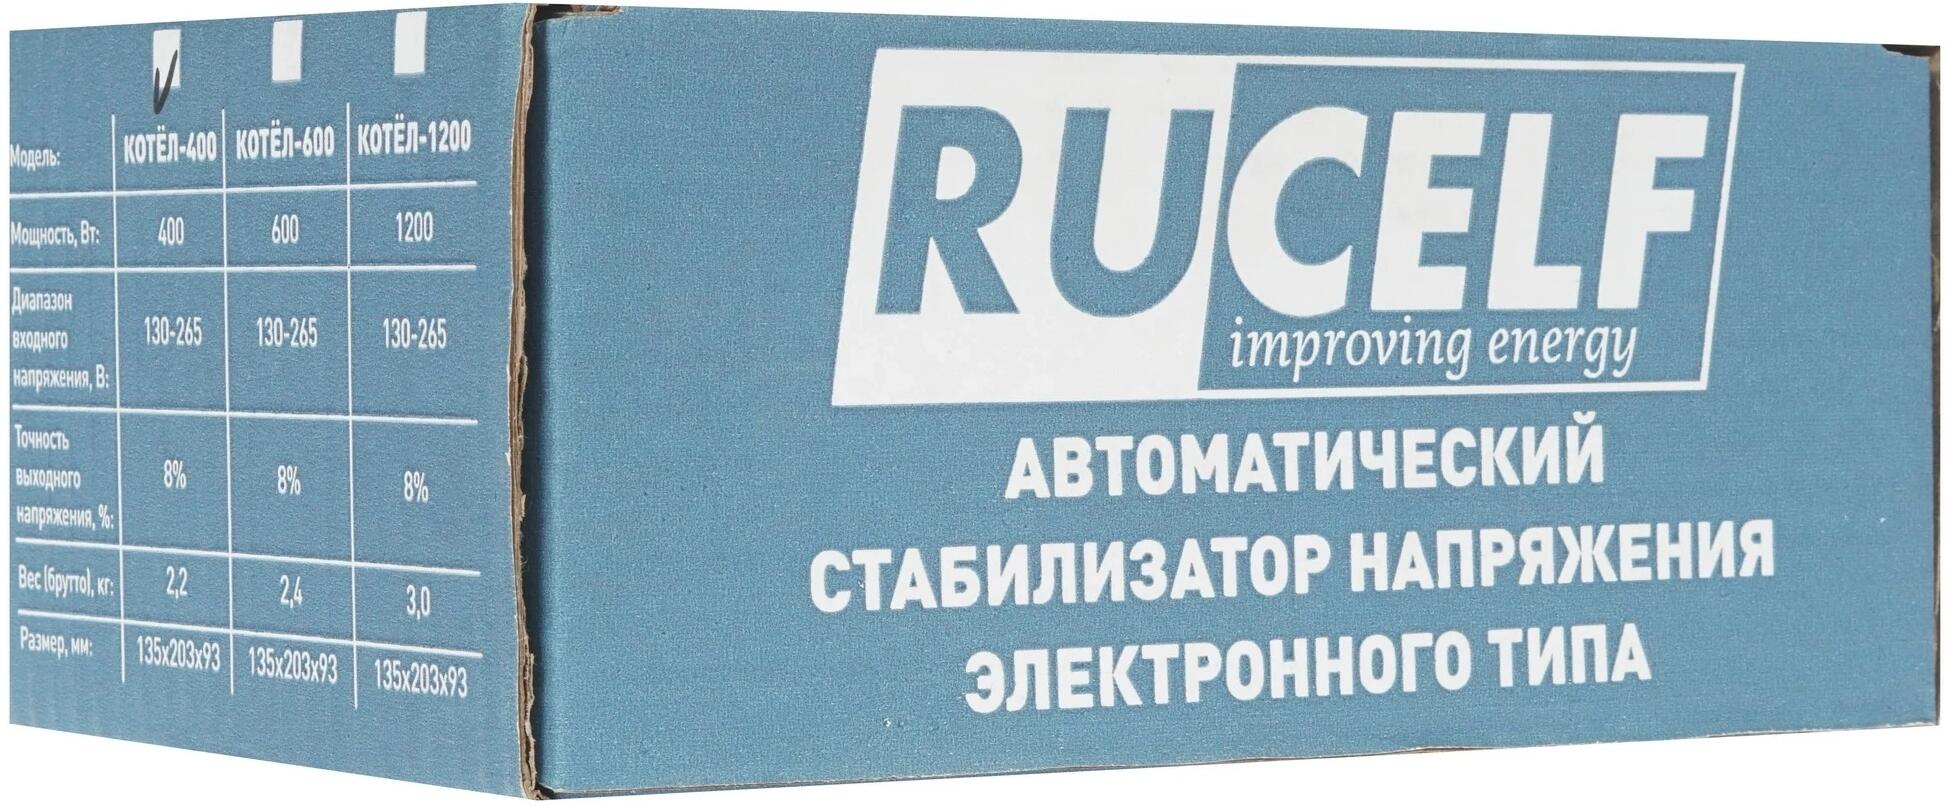 Модель: КОТЁЛ-400 КОТЁЛ-600 КОТЁЛ-1200
Мощность, Вт: 400 600 1200
Диапазон
входного
напряжения, В: 130-265 130-265 130-265
Точность
выходного
напряжения, %: 8% 8% 8%
Вес (брутто), кг: 2,2 2,4 3,0
Размер, мм: 135x203x93 135x203x93 135x203x93
RUCELF
improving energy
АВТОМАТИЧЕСКИЙ
СТАБИЛИЗАТОР НАПРЯЖЕНИЯ
ЭЛЕКТРОННОГО ТИПА